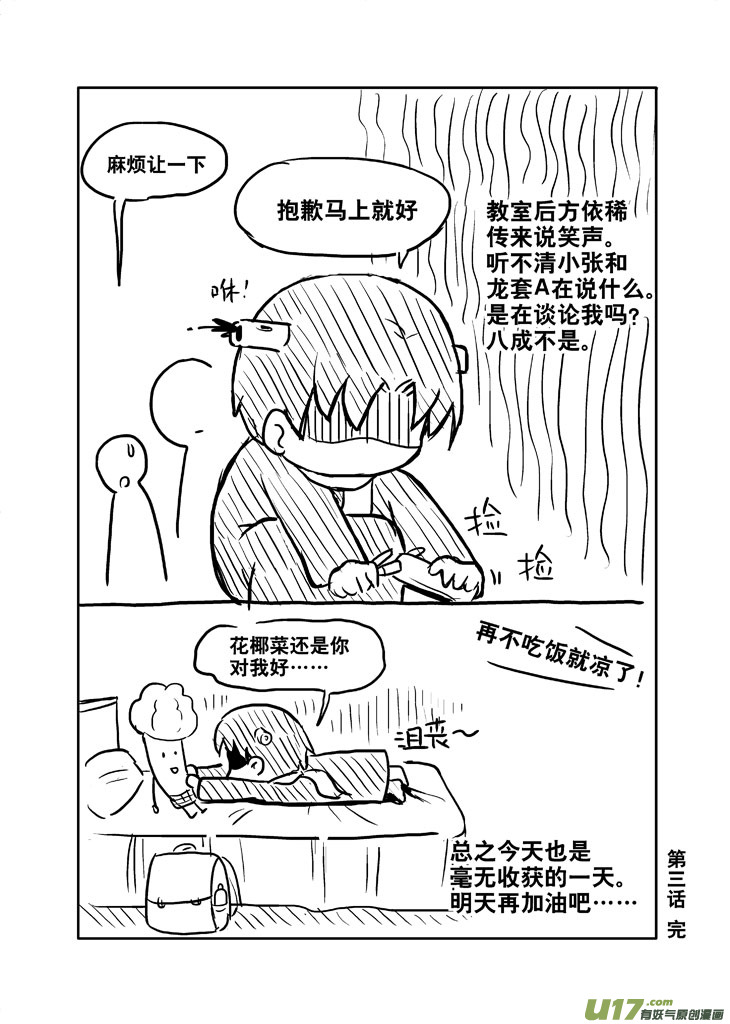 麻烦让一下
抱歉马上就好
教室后方依稀
传来说笑声。
听不清小张和
龙套A在说什么。
是在谈论我吗?
八成不是。
咻!
捡
捡
花椰菜还是你
对我好……
再不吃饭就凉了!
沮丧~
总之今天也是
毫无收获的一天。
明天再加油吧……
第三话 完
U17.com
有妖气原创漫画